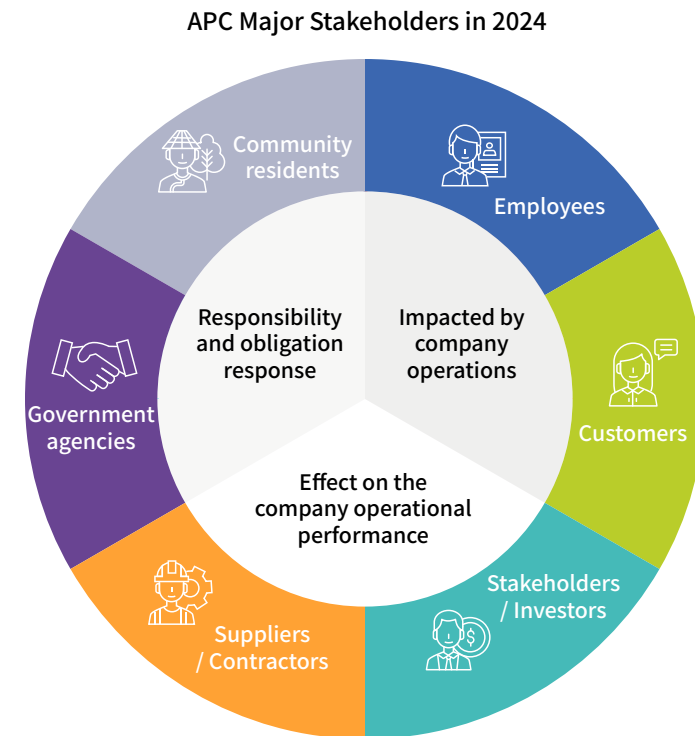 APC Major Stakeholders in 2024
Community
residents
Employees
Responsibility
and obligation
response
Impacted by
company
operations
Government
agencies
Customers
Effect on the
company operational
performance
Stakeholders
/ Investors
Suppliers
/ Contractors
$